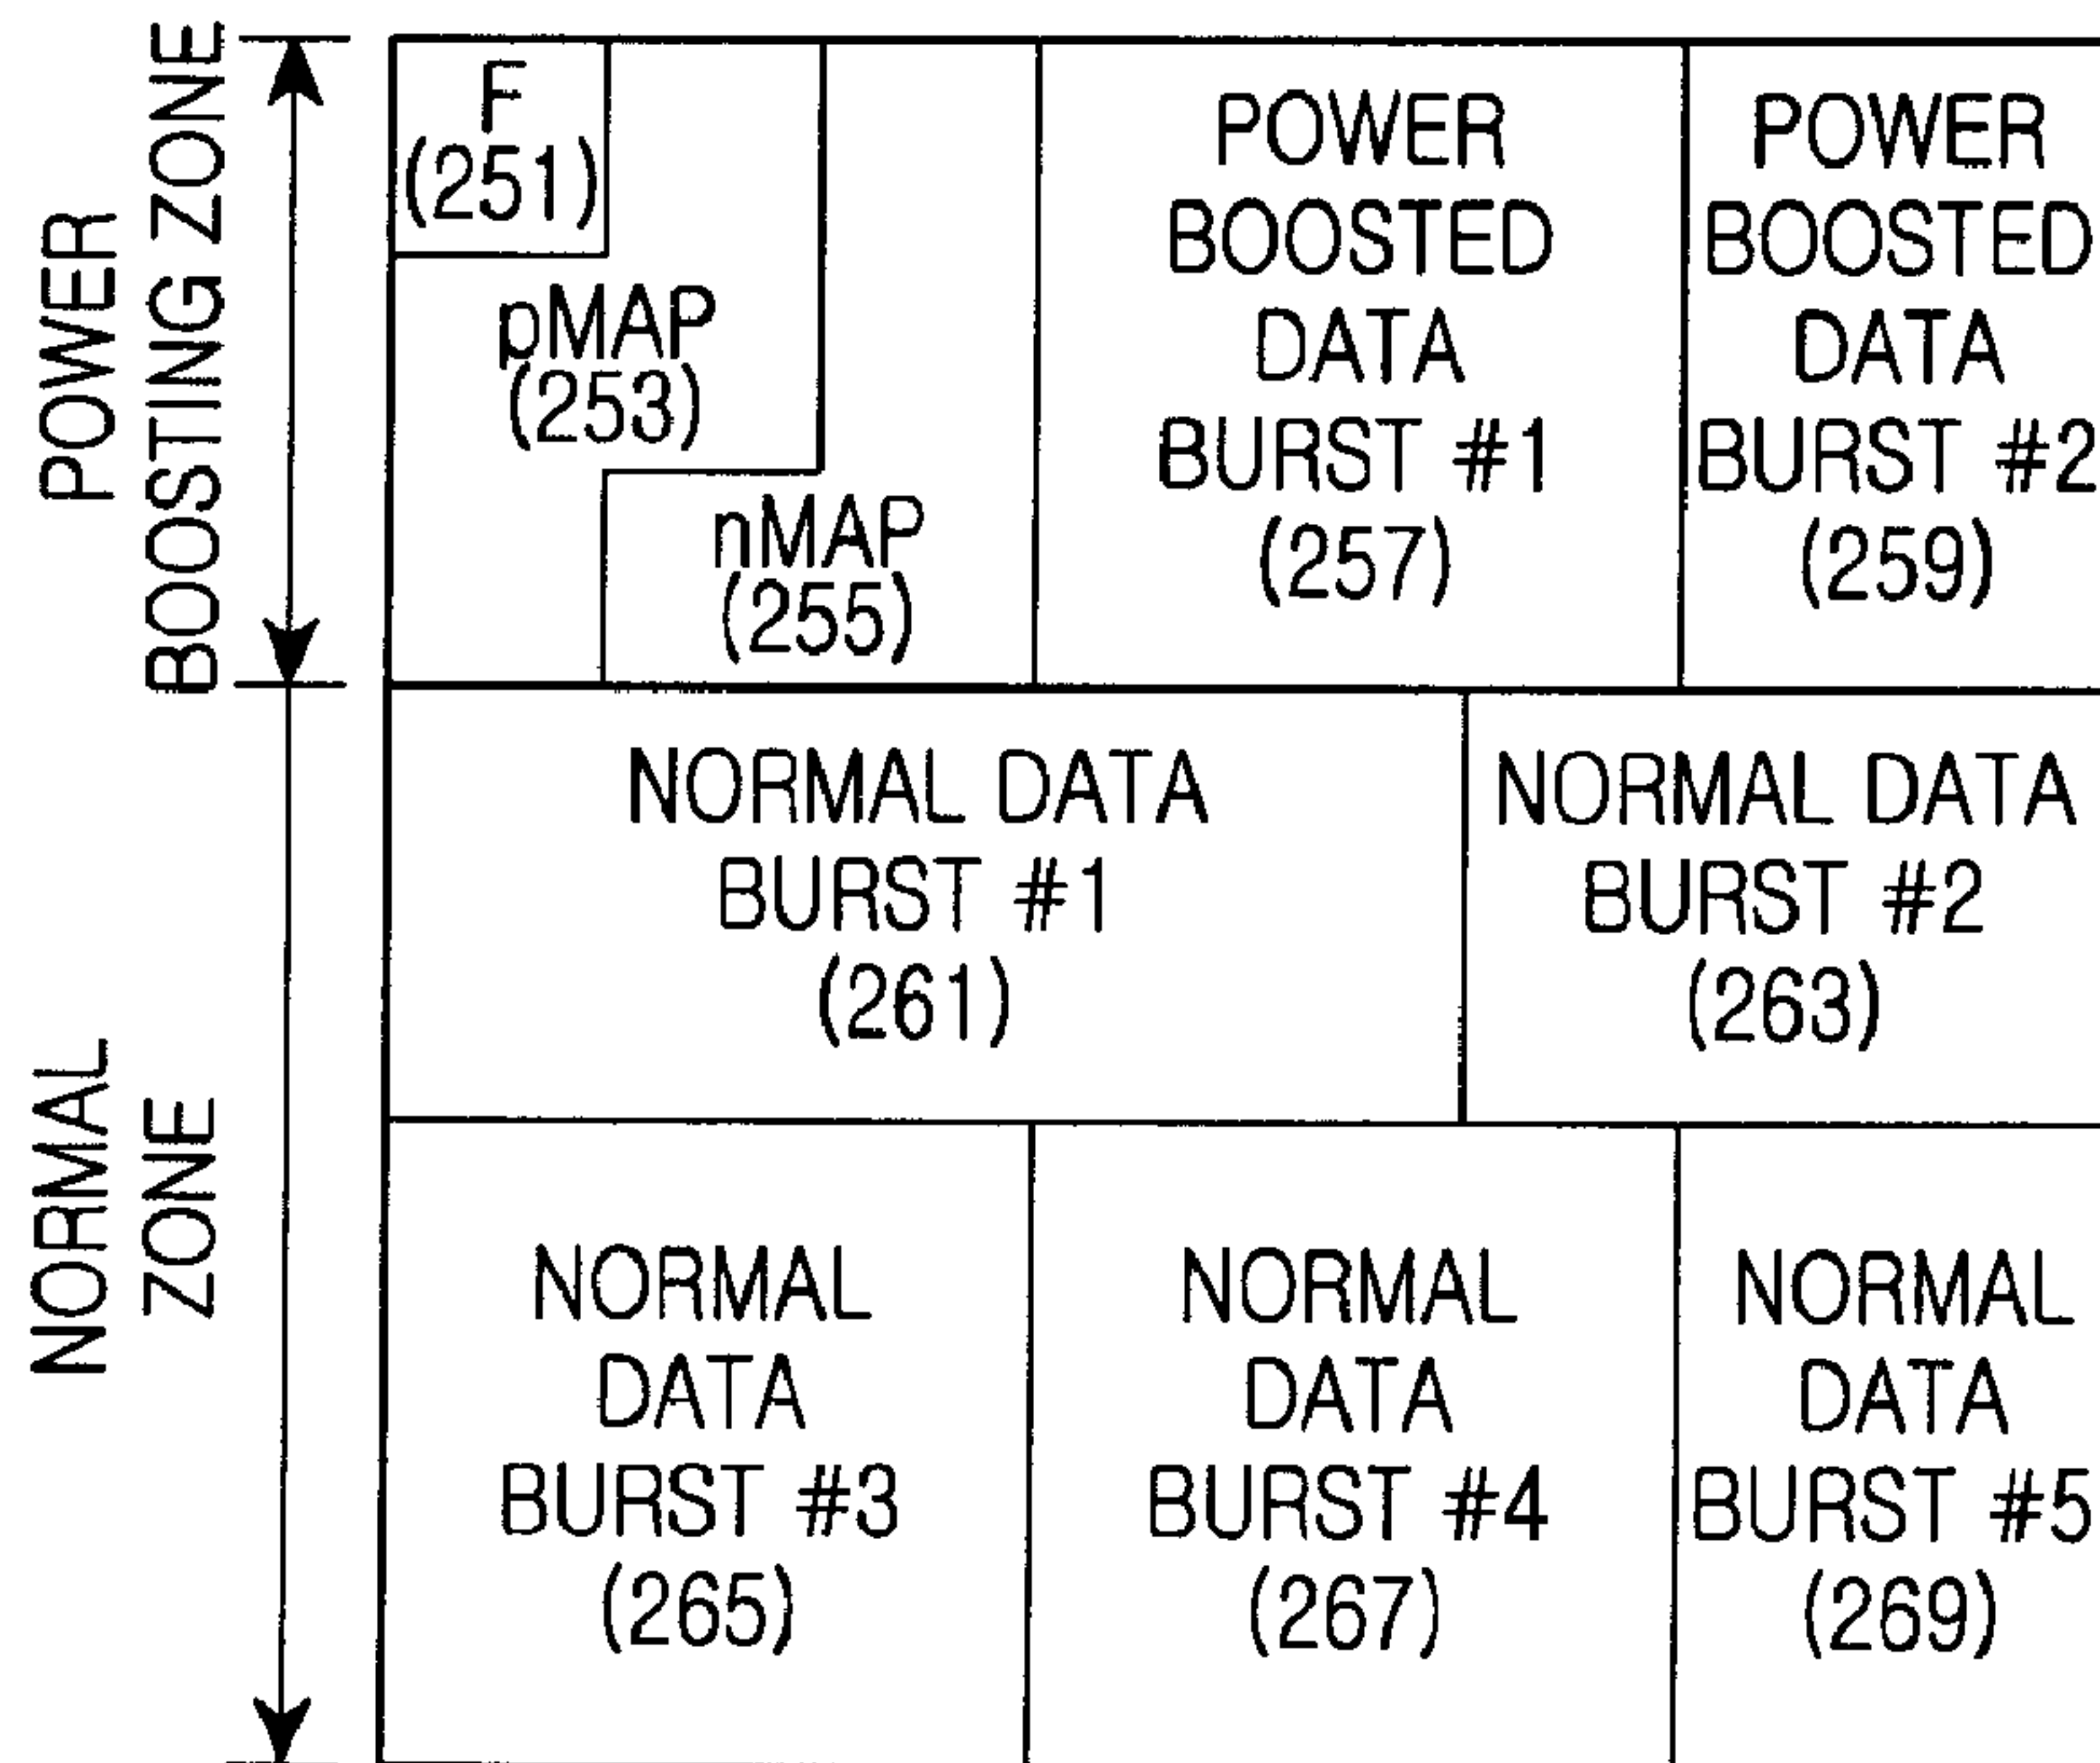 POWER
BOOSTING ZONE
F
(251)
pMAP
(253)
nMAP
(255)
POWER
BOOSTED
DATA
BURST #1
(257)
POWER
BOOSTED
DATA
BURST #2
(259)
NORMAL
ZONE
NORMAL DATA
BURST #1
(261)
NORMAL DATA
BURST #2
(263)
NORMAL
DATA
BURST #3
(265)
NORMAL
DATA
BURST #4
(267)
NORMAL
DATA
BURST #5
(269)